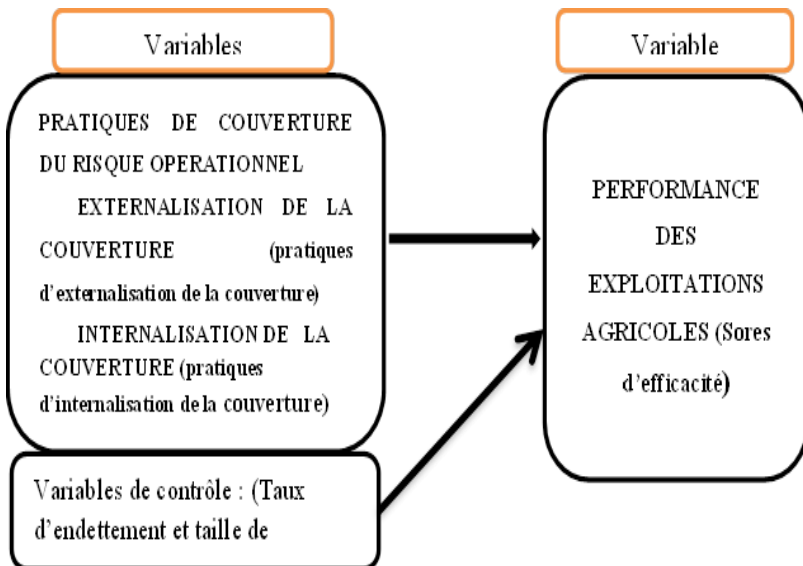 Variables
PRATIQUES DE COUVERTURE
DU RISQUE OPERATIONNEL
EXTERNALISATION DE LA
COUVERTURE (pratiques
d'externalisation de la couverture)
INTERNALISATION DE LA
COUVERTURE (pratiques
d'internalisation de la couverture)
Variables de contrôle : (Taux
d'endettement et taille de
Variable
PERFORMANCE
DES
EXPLOITATIONS
AGRICOLES (Sores
d'efficacité)